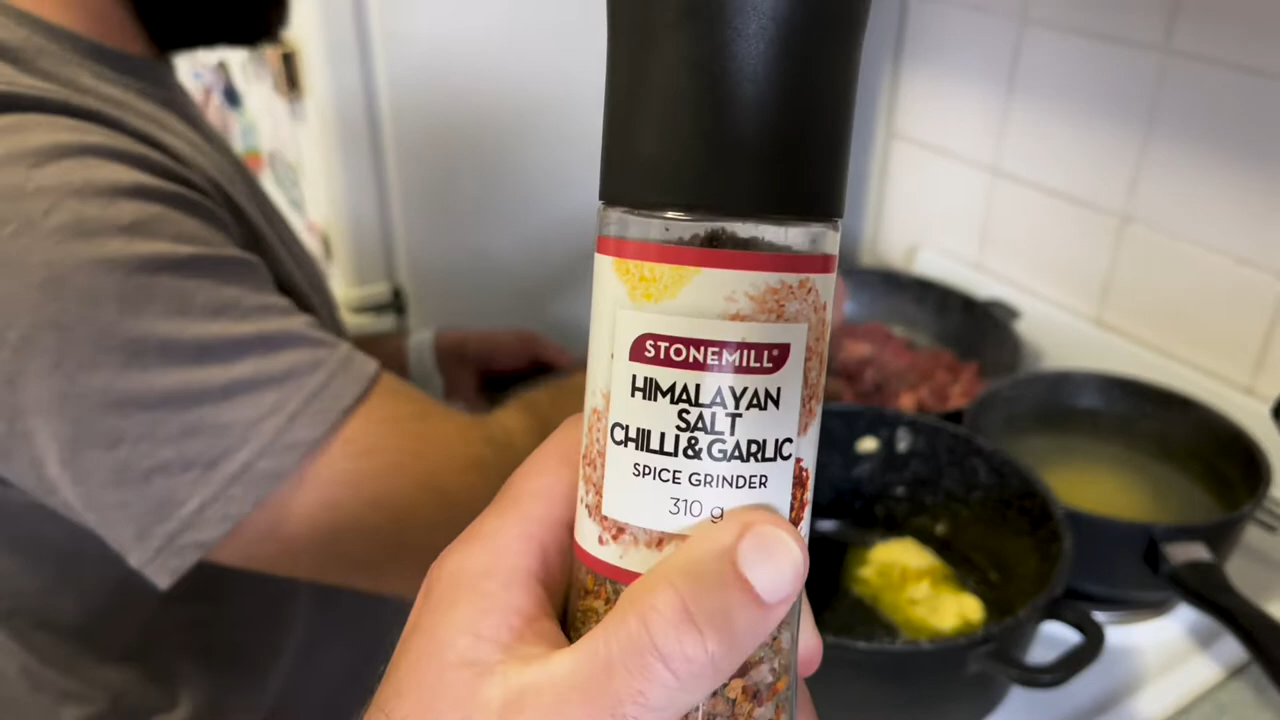 STONEMILL®
HIMALAYAN
SALT
CHILLI & GARLIC
SPICE GRINDER
310 g